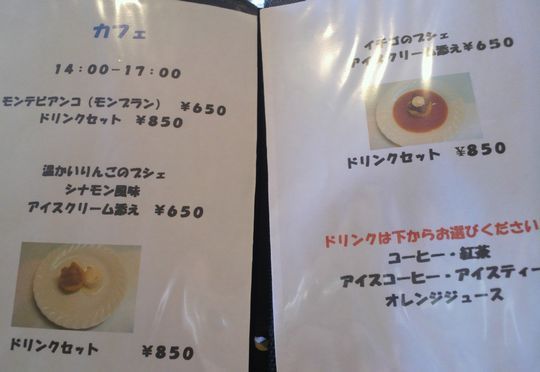 カフェ
14：00−17：00
モンテビアンコ（モンブラン） ￥650
ドリンクセット ￥850
温かいりんごのブシェ
シナモン風味
アイスクリーム添え ￥650
ドリンクセット ￥850
イチゴのブシェ
アイスクリーム添え￥650
ドリンクセット ￥850
ドリンクは下からお選びください
コーヒー・紅茶
アイスコーヒー・アイスティー
オレンジジュース